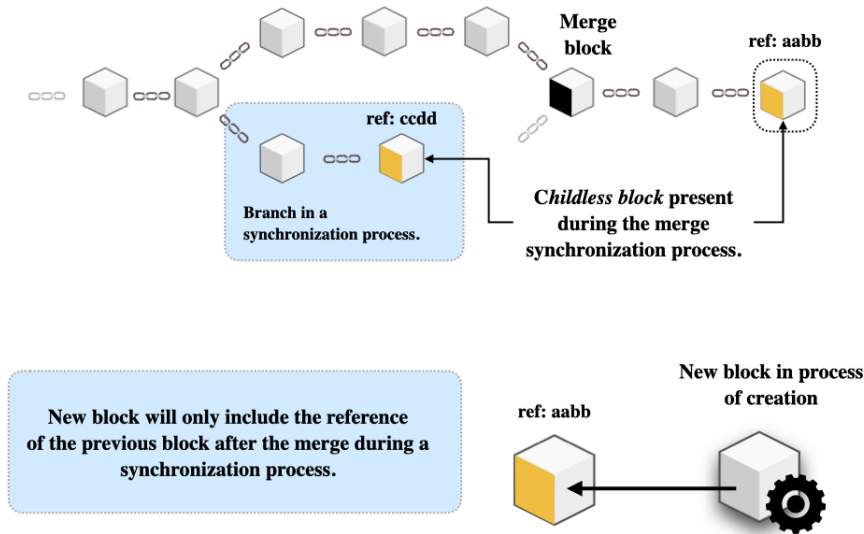 Merge
block
ref: aabb
ref: ccdd
Branch in a
synchronization process.
Childless block present
during the merge
synchronization process.
New block will only include the reference
of the previous block after the merge during a
synchronization process.
ref: aabb
New block in process
of creation